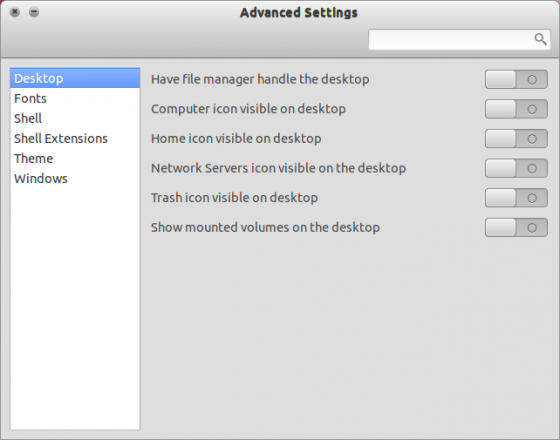 Advanced Settings
Desktop
Fonts
Shell
Shell Extensions
Theme
Windows
Have file manager handle the desktop
Computer icon visible on desktop
Home icon visible on desktop
Network Servers icon visible on the desktop
Trash icon visible on desktop
Show mounted volumes on the desktop